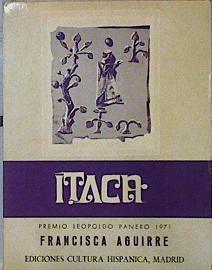 ITACA
PREMIO LEOPOLDO PANERO 1971
FRANCISCA AGUIRRE
EDICIONES CULTURA HISPANICA, MADRID